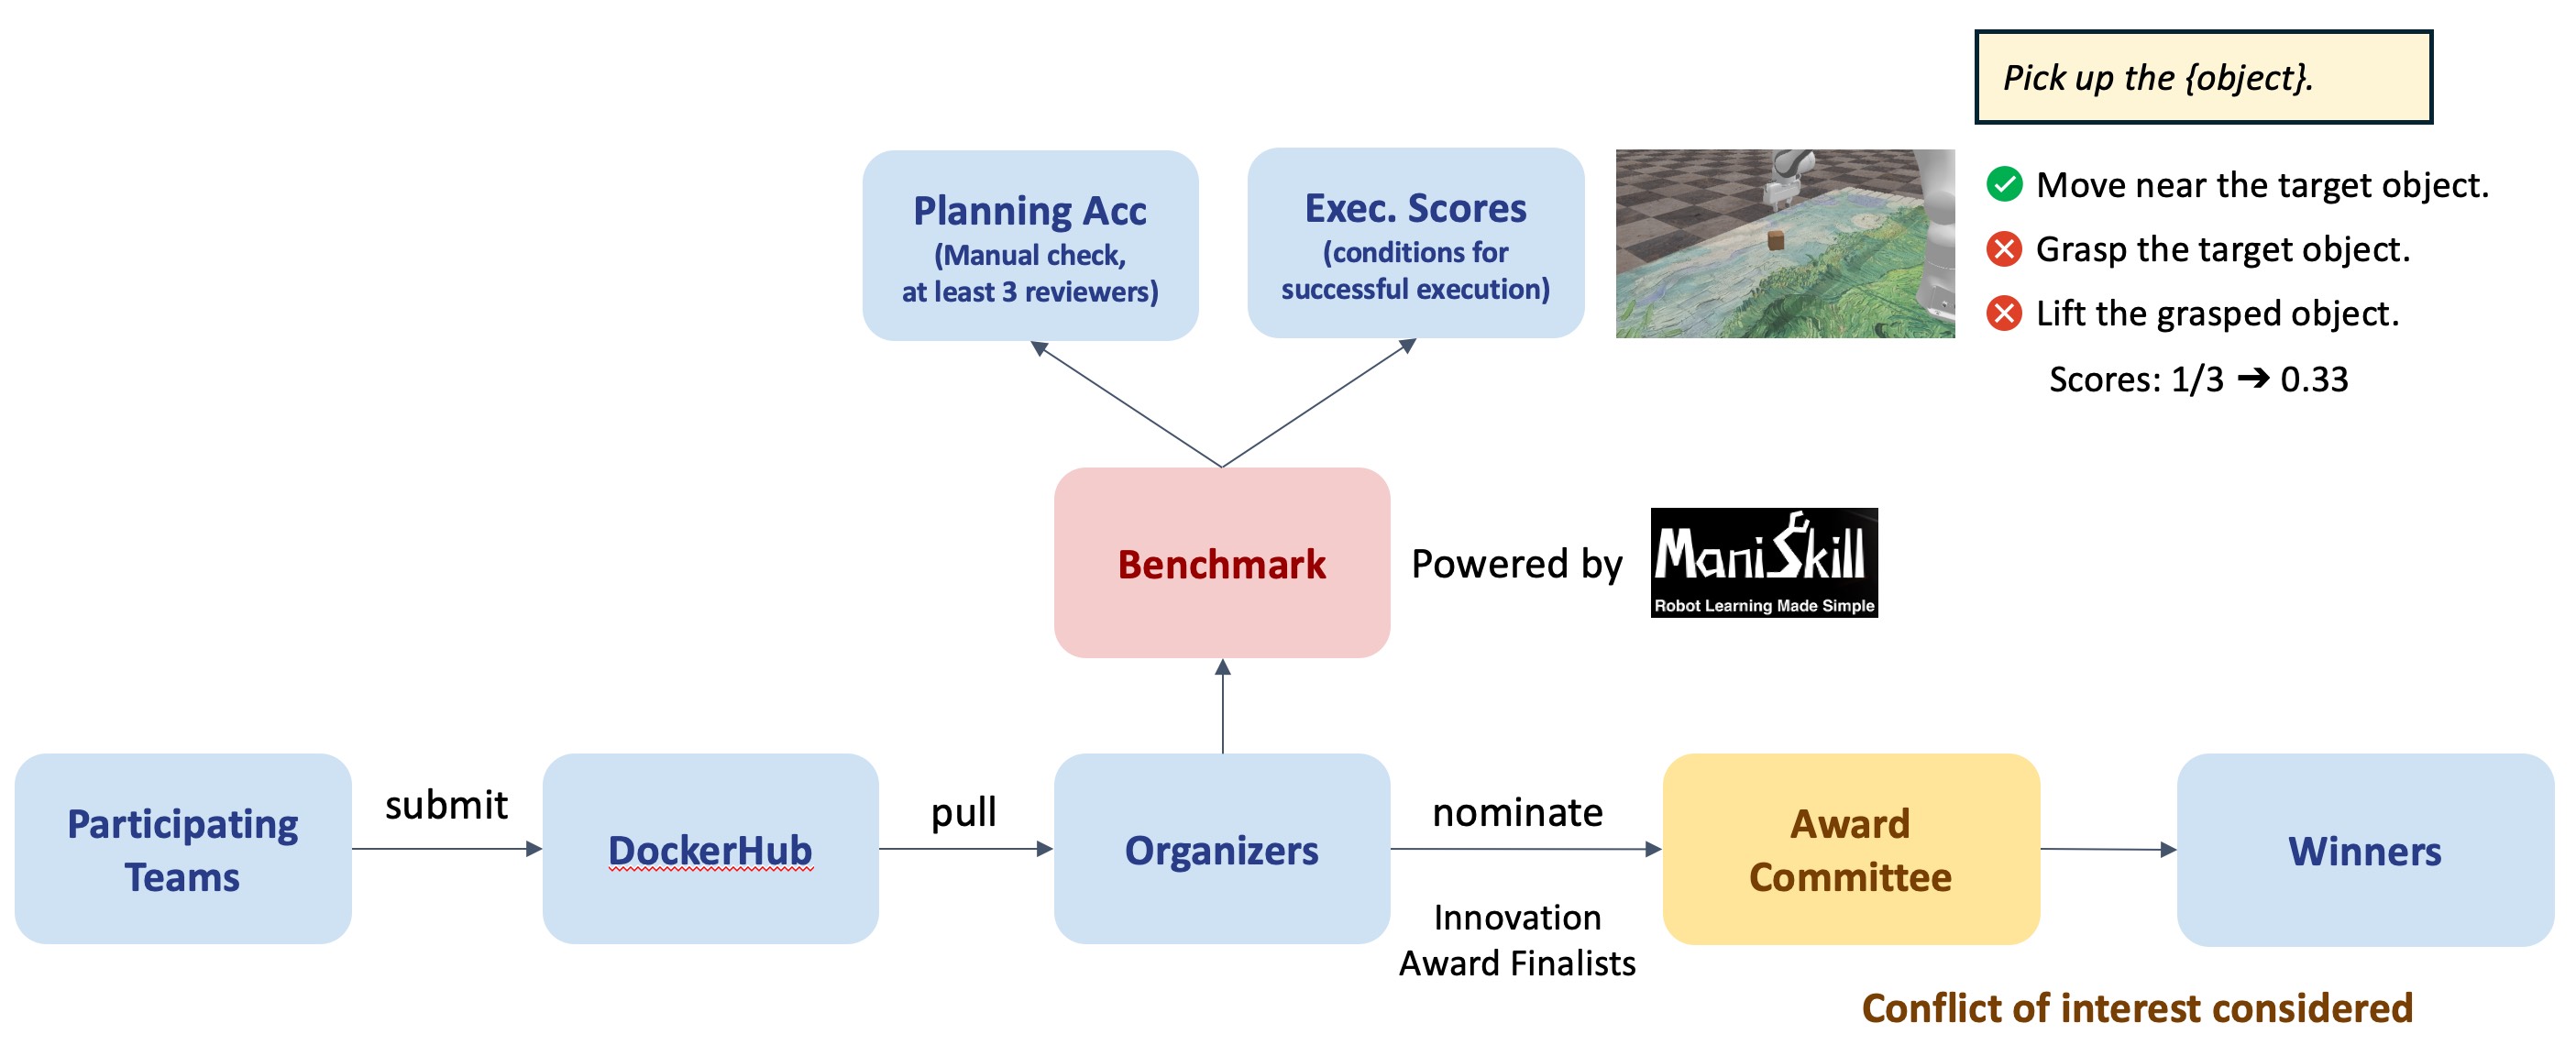 Pick up the {object}.
Planning Acc
(Manual check,
at least 3 reviewers)
Exec. Scores
(conditions for
successful execution)
Move near the target object.
Grasp the target object.
Lift the grasped object.
Scores: 1/3 ➔ 0.33
Benchmark
Powered by
ManiSkill
Robot Learning Made Simple
Participating
Teams
submit
DockerHub
pull
Organizers
nominate
Innovation
Award Finalists
Award
Committee
Winners
Conflict of interest considered